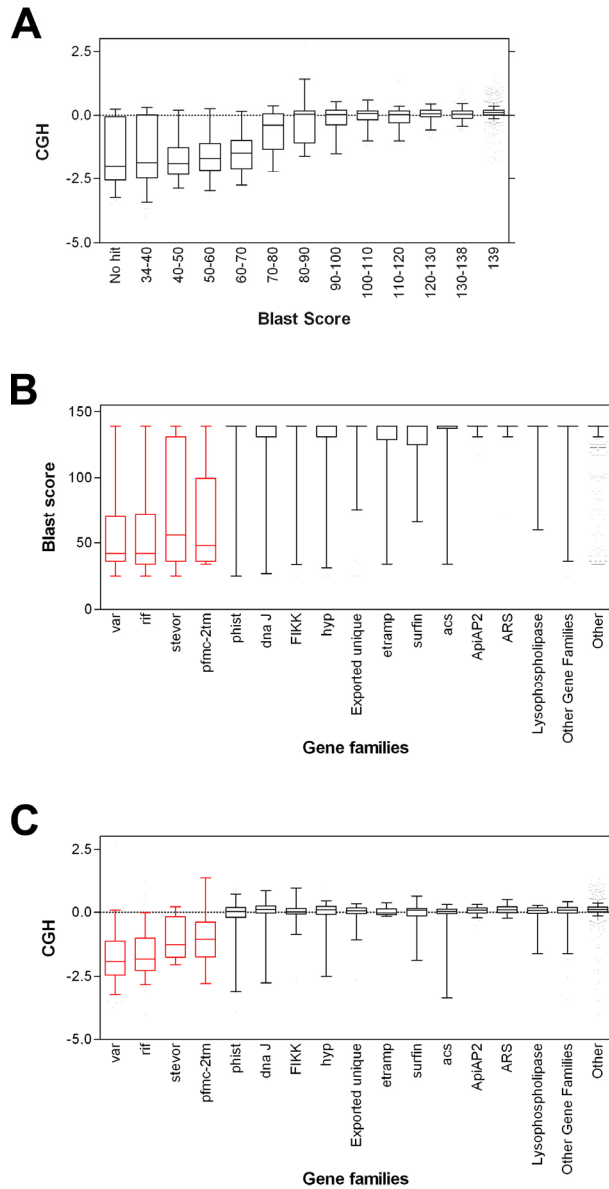 A
2.5
0.0
-2.5
-5.0
CGH
No hit
34-40
40-50
50-60
60-70
70-80
80-90
90-100
100-110
110-120
120-130
130-138
139
Blast Score
B
150
100
50
0
Blast score
var
rif
stevor
pfmc-2tm
phist
dna J
FIKK
hyp
Exported unique
etramp
surfin
acs
ApiAP2
ARS
Lysophospholipase
Other Gene Families
Other
Gene families
C
2.5
0.0
-2.5
-5.0
CGH
var
rif
stevor
pfmc-2tm
phist
dna J
FIKK
hyp
Exported unique
etramp
surfin
acs
ApiAP2
ARS
Lysophospholipase
Other Gene Families
Other
Gene families